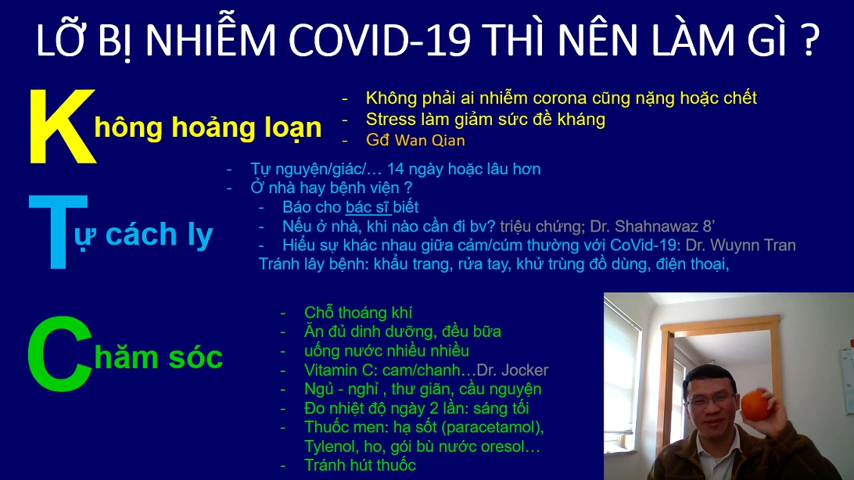 LỠ BỊ NHIỄM COVID-19 THÌ NÊN LÀM GÌ ?
Không hoảng loạn
- Không phải ai nhiễm corona cũng nặng hoặc chết
- Stress làm giảm sức đề kháng
- Gđ Wan Qian
Tự cách ly
- Tự nguyện/giác/… 14 ngày hoặc lâu hơn
- Ở nhà hay bệnh viện ?
- Báo cho bác sĩ biết
- Nếu ở nhà, khi nào cần đi bv? triệu chứng; Dr. Shahnawaz 8’
- Hiểu sự khác nhau giữa cảm/cúm thường với CoVid-19: Dr. Wuynn Tran
Tránh lây bệnh: khẩu trang, rửa tay, khử trùng đồ dùng, điện thoại,
Chăm sóc
- Chỗ thoáng khí
- Ăn đủ dinh dưỡng, đều bữa
- uống nước nhiều nhiều
- Vitamin C: cam/chanh…Dr. Jocker
- Ngủ - nghỉ , thư giãn, cầu nguyện
- Đo nhiệt độ ngày 2 lần: sáng tối
- Thuốc men: hạ sốt (paracetamol),
Tylenol, ho, gói bù nước oresol…
- Tránh hút thuốc